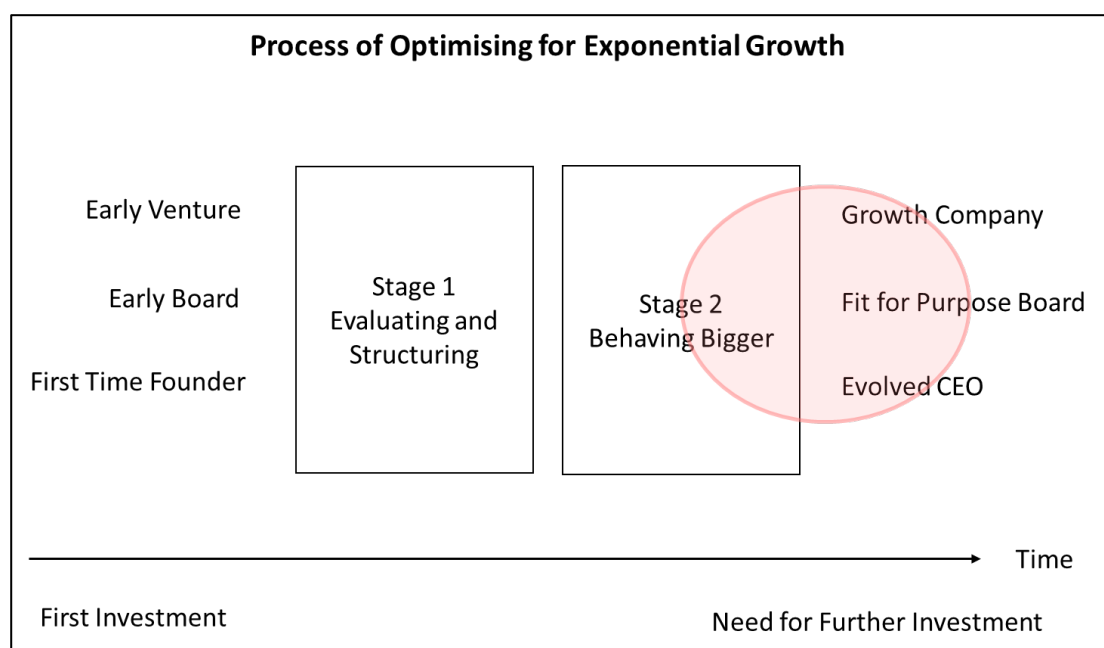 Process of Optimising for Exponential Growth
Early Venture
Early Board
First Time Founder
Stage 1
Evaluating and
Structuring
Stage 2
Behaving Bigger
Growth Company
Fit for Purpose Board
Evolved CEO
Time
First Investment
Need for Further Investment